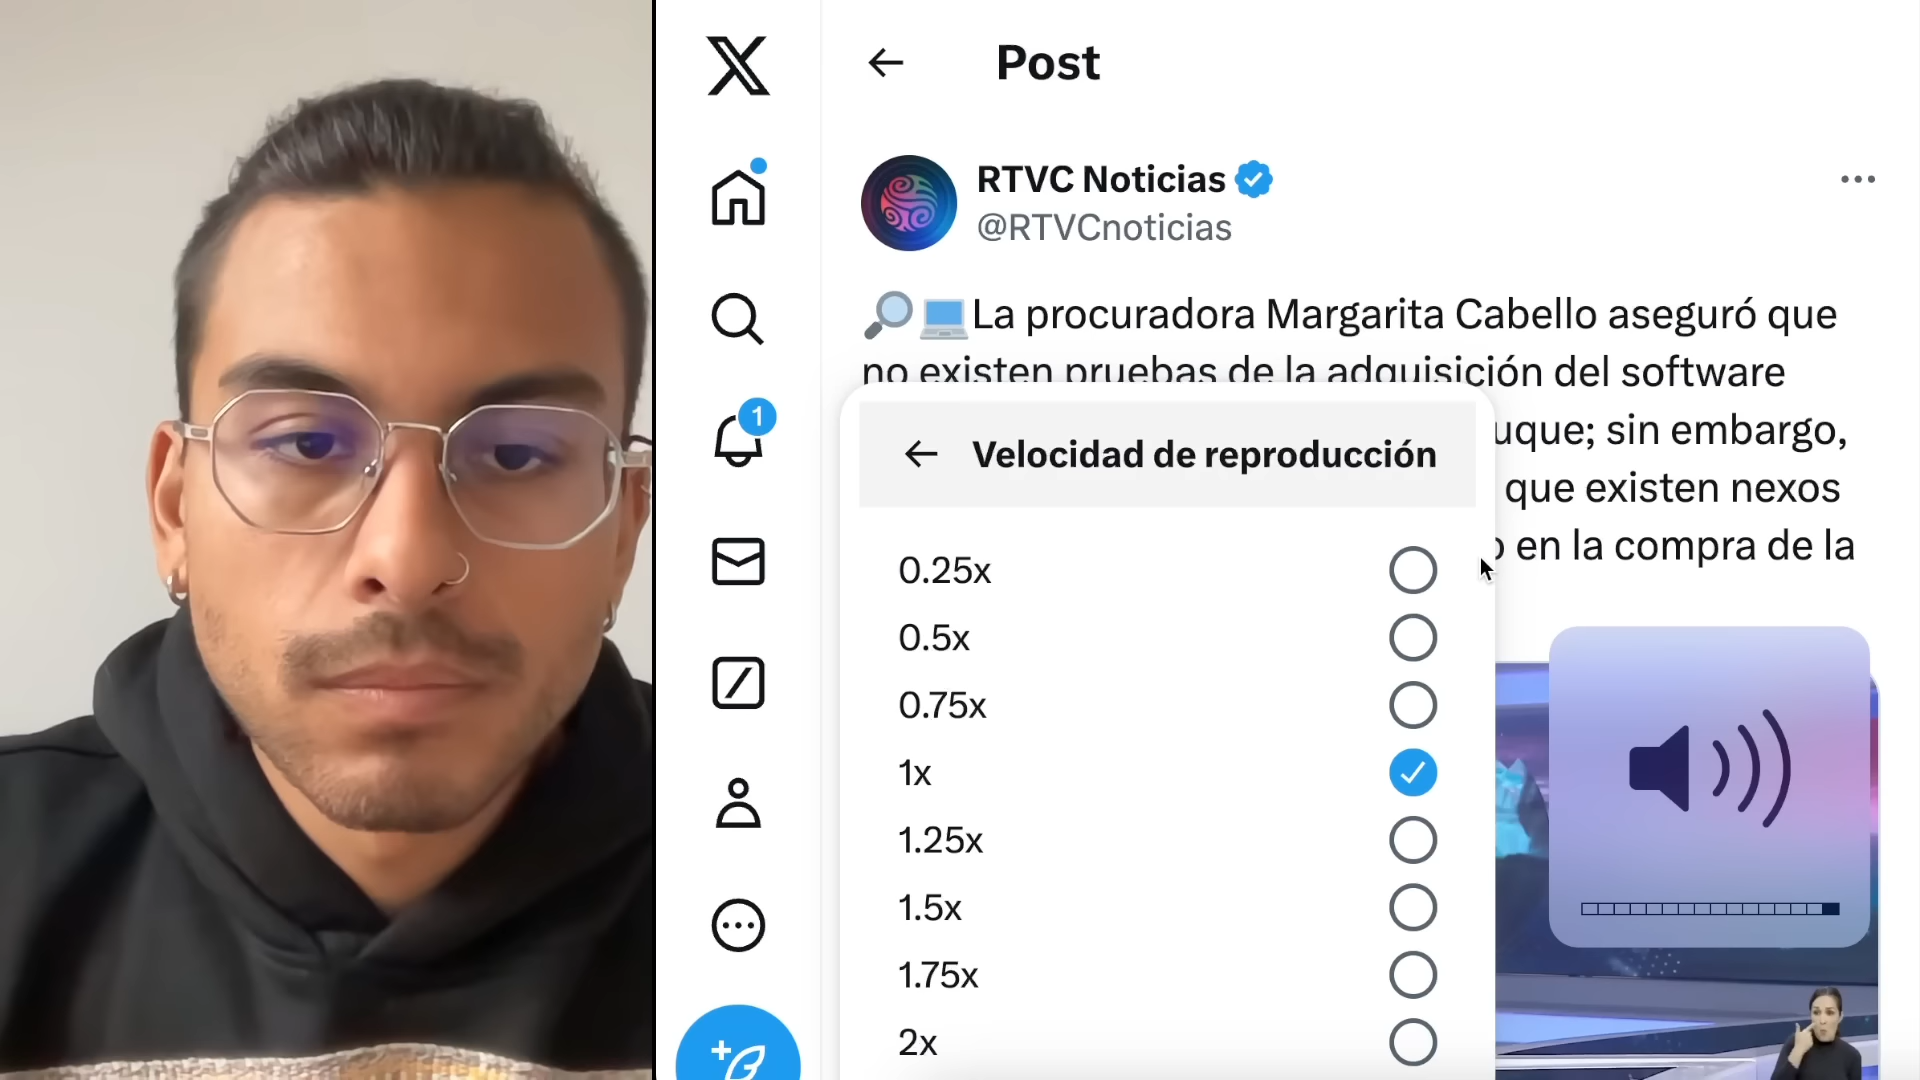 Post
RTVC Noticias
@RTVCnoticias
La procuradora Margarita Cabello aseguró que
no existen pruebas de la adquisición del software
uque; sin embargo,
que existen nexos
en la compra de la
1
Velocidad de reproducción
0.25x
0.5x
0.75x
1x
1.25x
1.5x
1.75x
2x